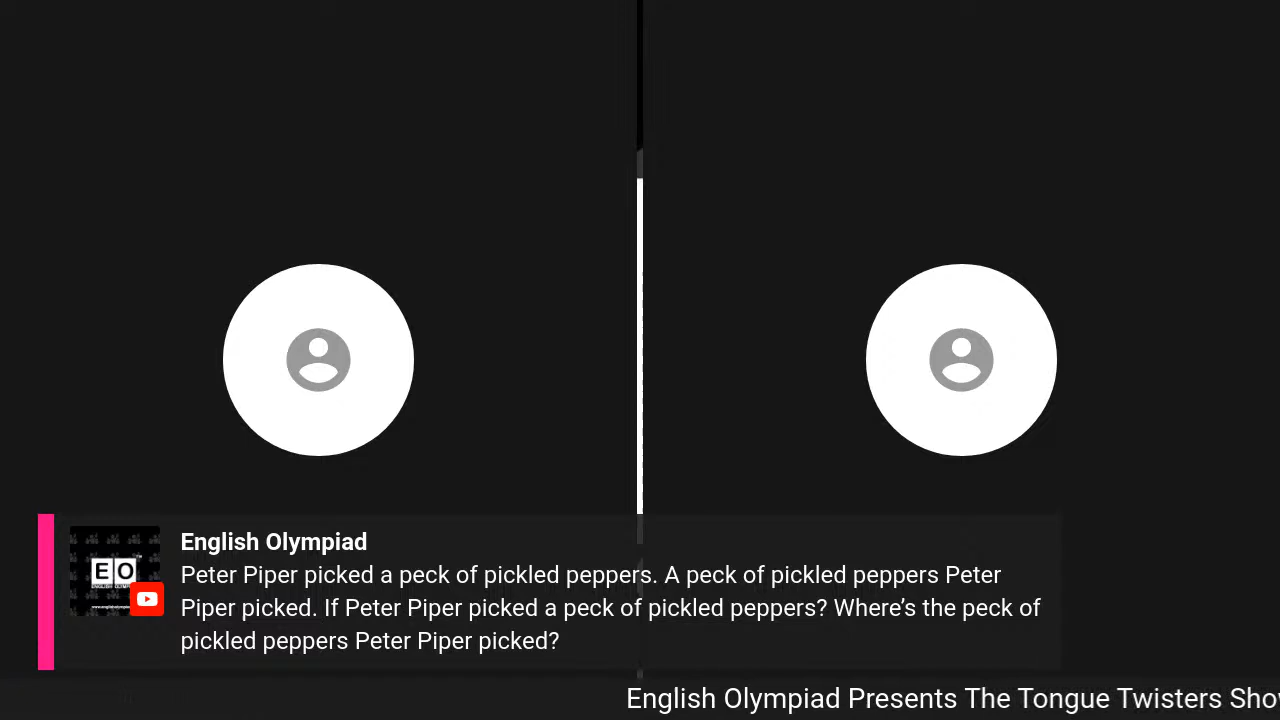 English Olympiad
Peter Piper picked a peck of pickled peppers. A peck of pickled peppers Peter
Piper picked. If Peter Piper picked a peck of pickled peppers? Where’s the peck of
pickled peppers Peter Piper picked?
EO
English Olympiad Presents The Tongue Twisters